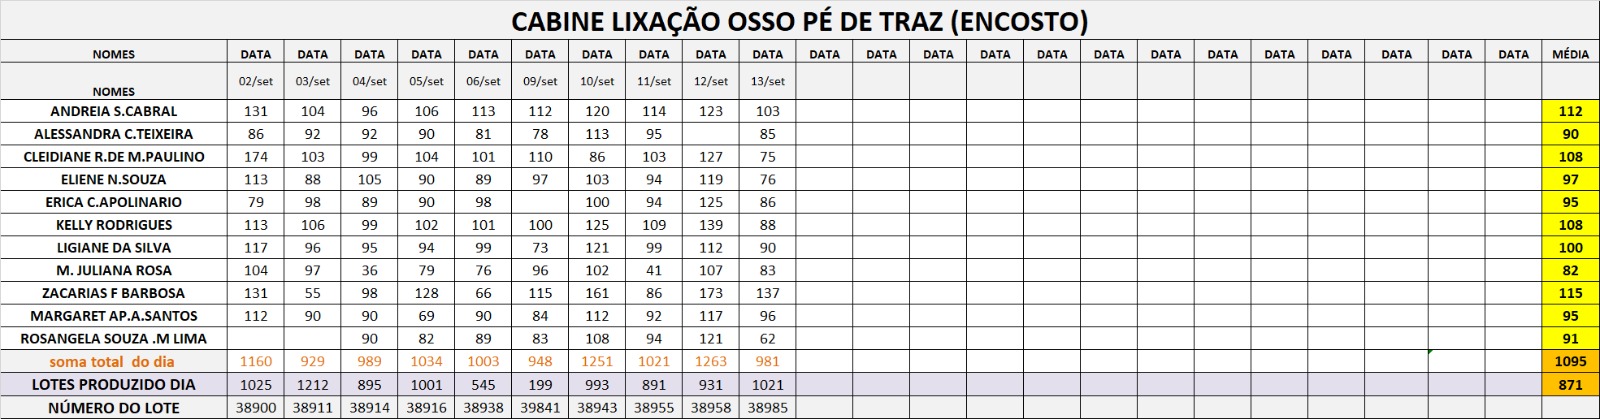 CABINE LIXAÇÃO OSSO PÉ DE TRAZ (ENCOSTO)
NOMES DATA DATA DATA DATA DATA DATA DATA DATA DATA DATA DATA DATA DATA DATA DATA DATA DATA DATA DATA DATA DATA DATA DATA MÉDIA
NOMES 02/set 03/set 04/set 05/set 06/set 09/set 10/set 11/set 12/set 13/set
ANDREIA S.CABRAL 131 104 96 106 113 112 120 114 123 103 112
ALESSANDRA C.TEIXEIRA 86 92 92 90 81 78 113 95 85 90
CLEIDIANE R.DE M.PAULINO 174 103 99 104 101 110 86 103 127 75 108
ELIENE N.SOUZA 113 88 105 90 89 97 103 94 119 76 97
ERICA C.APOLINARIO 79 98 89 90 98 100 94 125 86 95
KELLY RODRIGUES 113 106 99 102 101 100 125 109 139 88 108
LIGIANE DA SILVA 117 96 95 94 99 73 121 99 112 90 100
M. JULIANA ROSA 104 97 36 79 76 96 102 41 107 83 82
ZACARIAS F BARBOSA 131 55 98 128 66 115 161 86 173 137 115
MARGARET AP.A.SANTOS 112 90 90 69 90 84 112 92 117 96 95
ROSANGELA SOUZA .M LIMA 90 82 89 83 108 94 121 62 91
soma total do dia 1160 929 989 1034 1003 948 1251 1021 1263 981 1095
LOTES PRODUZIDO DIA 1025 1212 895 1001 545 199 993 891 931 1021 871
NÚMERO DO LOTE 38900 38911 38914 38916 38938 39841 38943 38955 38958 38985